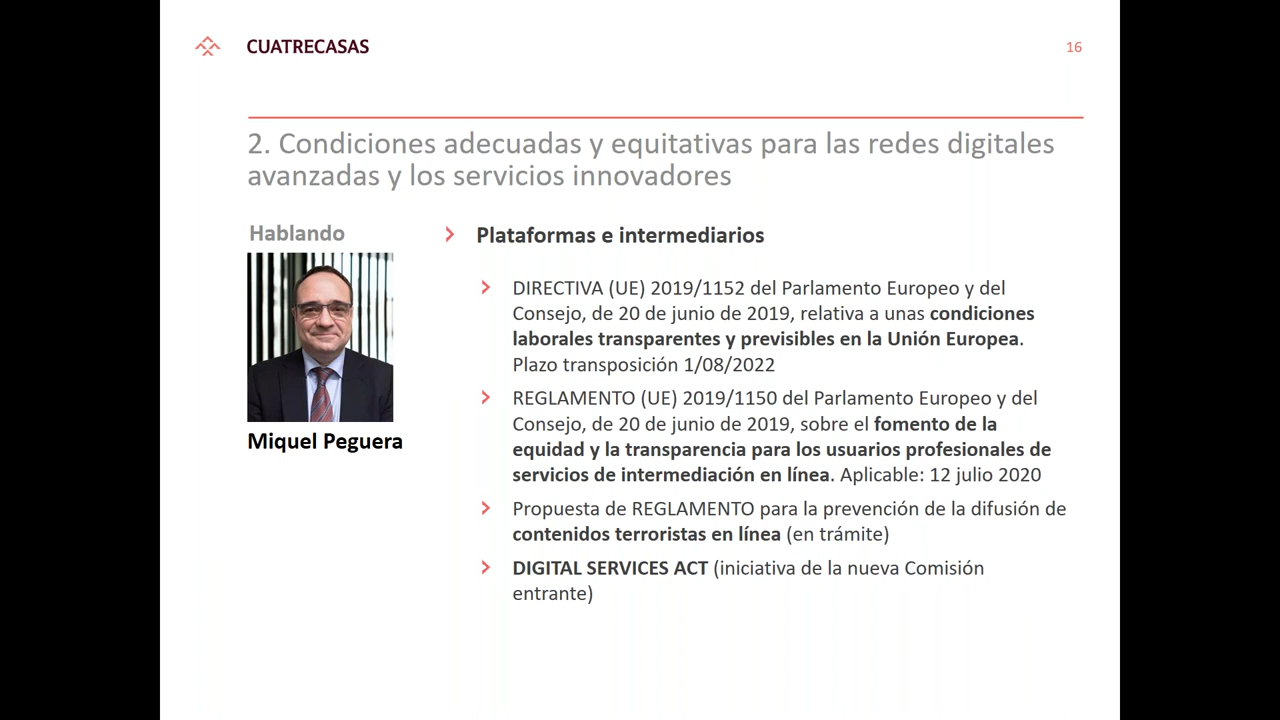 CUATRECASAS
16
2. Condiciones adecuadas y equitativas para las redes digitales
avanzadas y los servicios innovadores
Hablando
Miquel Peguera
Plataformas e intermediarios
DIRECTIVA (UE) 2019/1152 del Parlamento Europeo y del
Consejo, de 20 de junio de 2019, relativa a unas condiciones
laborales transparentes y previsibles en la Unión Europea.
Plazo transposición 1/08/2022
REGLAMENTO (UE) 2019/1150 del Parlamento Europeo y del
Consejo, de 20 de junio de 2019, sobre el fomento de la
equidad y la transparencia para los usuarios profesionales de
servicios de intermediación en línea. Aplicable: 12 julio 2020
Propuesta de REGLAMENTO para la prevención de la difusión de
contenidos terroristas en línea (en trámite)
DIGITAL SERVICES ACT (iniciativa de la nueva Comisión
entrante)